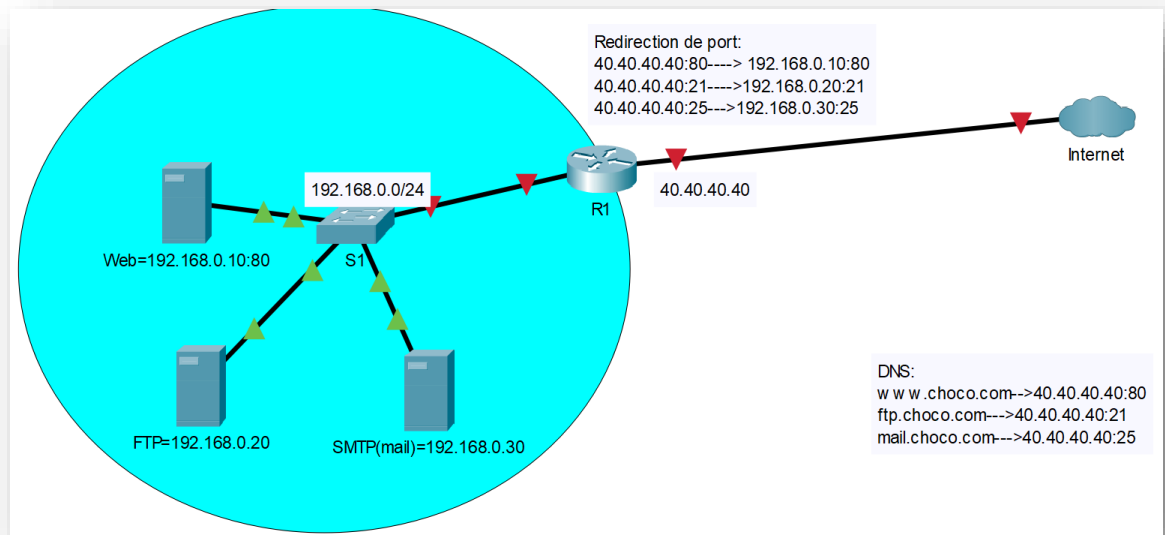 Redirection de port:
40.40.40.40:80----> 192.168.0.10:80
40.40.40.40:21---->192.168.0.20:21
40.40.40.40:25--->192.168.0.30:25
Internet
192.168.0.0/24
40.40.40.40
R1
Web=192.168.0.10:80
S1
FTP=192.168.0.20
SMTP(mail)=192.168.0.30
DNS:
www.choco.com-->40.40.40.40:80
ftp.choco.com--->40.40.40.40:21
mail.choco.com--->40.40.40.40:25